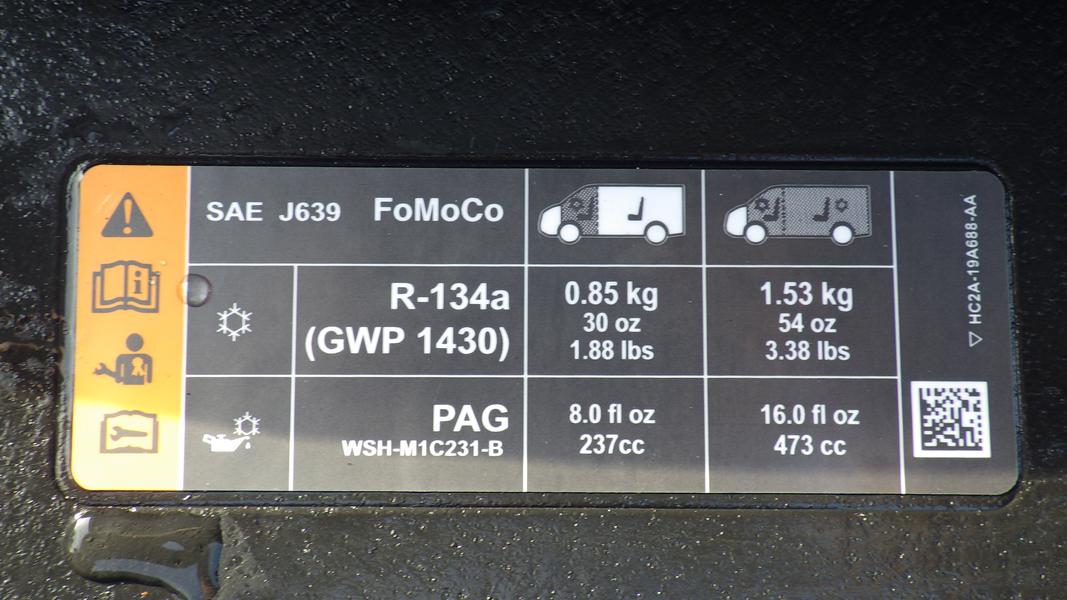 SAE J639 FoMoCo
R-134a
(GWP 1430)
0.85 kg
30 oz
1.88 lbs
1.53 kg
54 oz
3.38 lbs
PAG
WSH-M1C231-B
8.0 fl oz
237cc
16.0 fl oz
473 cc
HC2A-19A688-AA